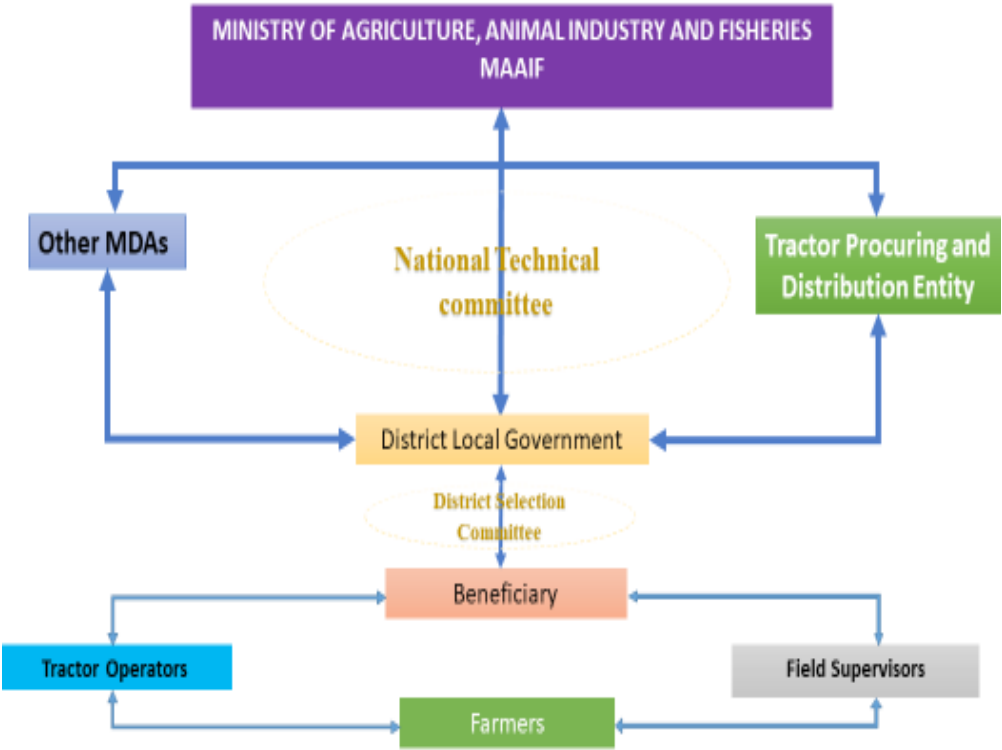 MINISTRY OF AGRICULTURE, ANIMAL INDUSTRY AND FISHERIES
MAAIF
Other MDAs
National Technical
committee
Tractor Procuring and
Distribution Entity
District Local Government
District Selection
Committee
Beneficiary
Tractor Operators
Field Supervisors
Farmers